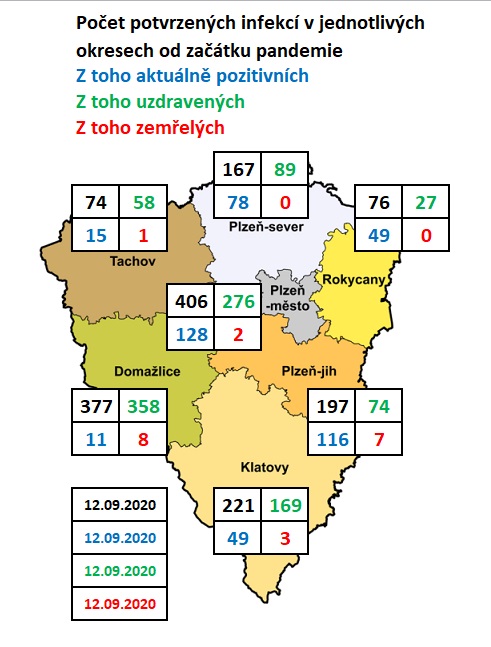 Počet potvrzených infekcí v jednotlivých
okresech od začátku pandemie
Z toho aktuálně pozitivních
Z toho uzdravených
Z toho zemřelých
167 89
78 0
Plzeň-sever
74 58
15 1
Tachov
76 27
49 0
Rokycany
406 276
128 2
Plzeň
-město
Domažlice
377 358
11 8
Plzeň-jih
197 74
116 7
Klatovy
221 169
49 3
12.09.2020
12.09.2020
12.09.2020
12.09.2020